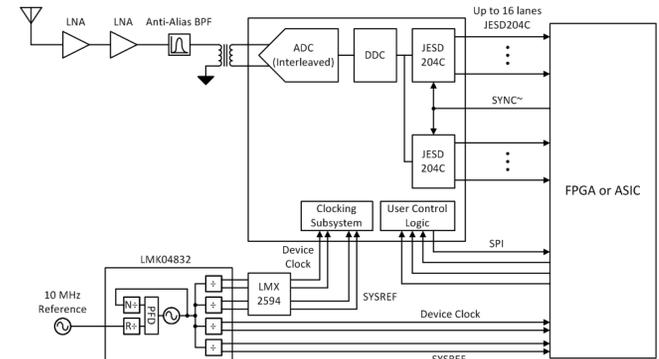 Up to 16 lanes
JESD204C
LNA
LNA
Anti-Alias BPF
ADC
(Interleaved)
DDC
JESD
204C
SYNC~
JESD
204C
FPGA or ASIC
Clocking
Subsystem
User Control
Logic
SPI
Device
Clock
LMK04832
÷
LMX
2594
SYSREF
10 MHz
Reference
N÷
PFD
÷
R÷
÷
Device Clock
÷
SYSREF